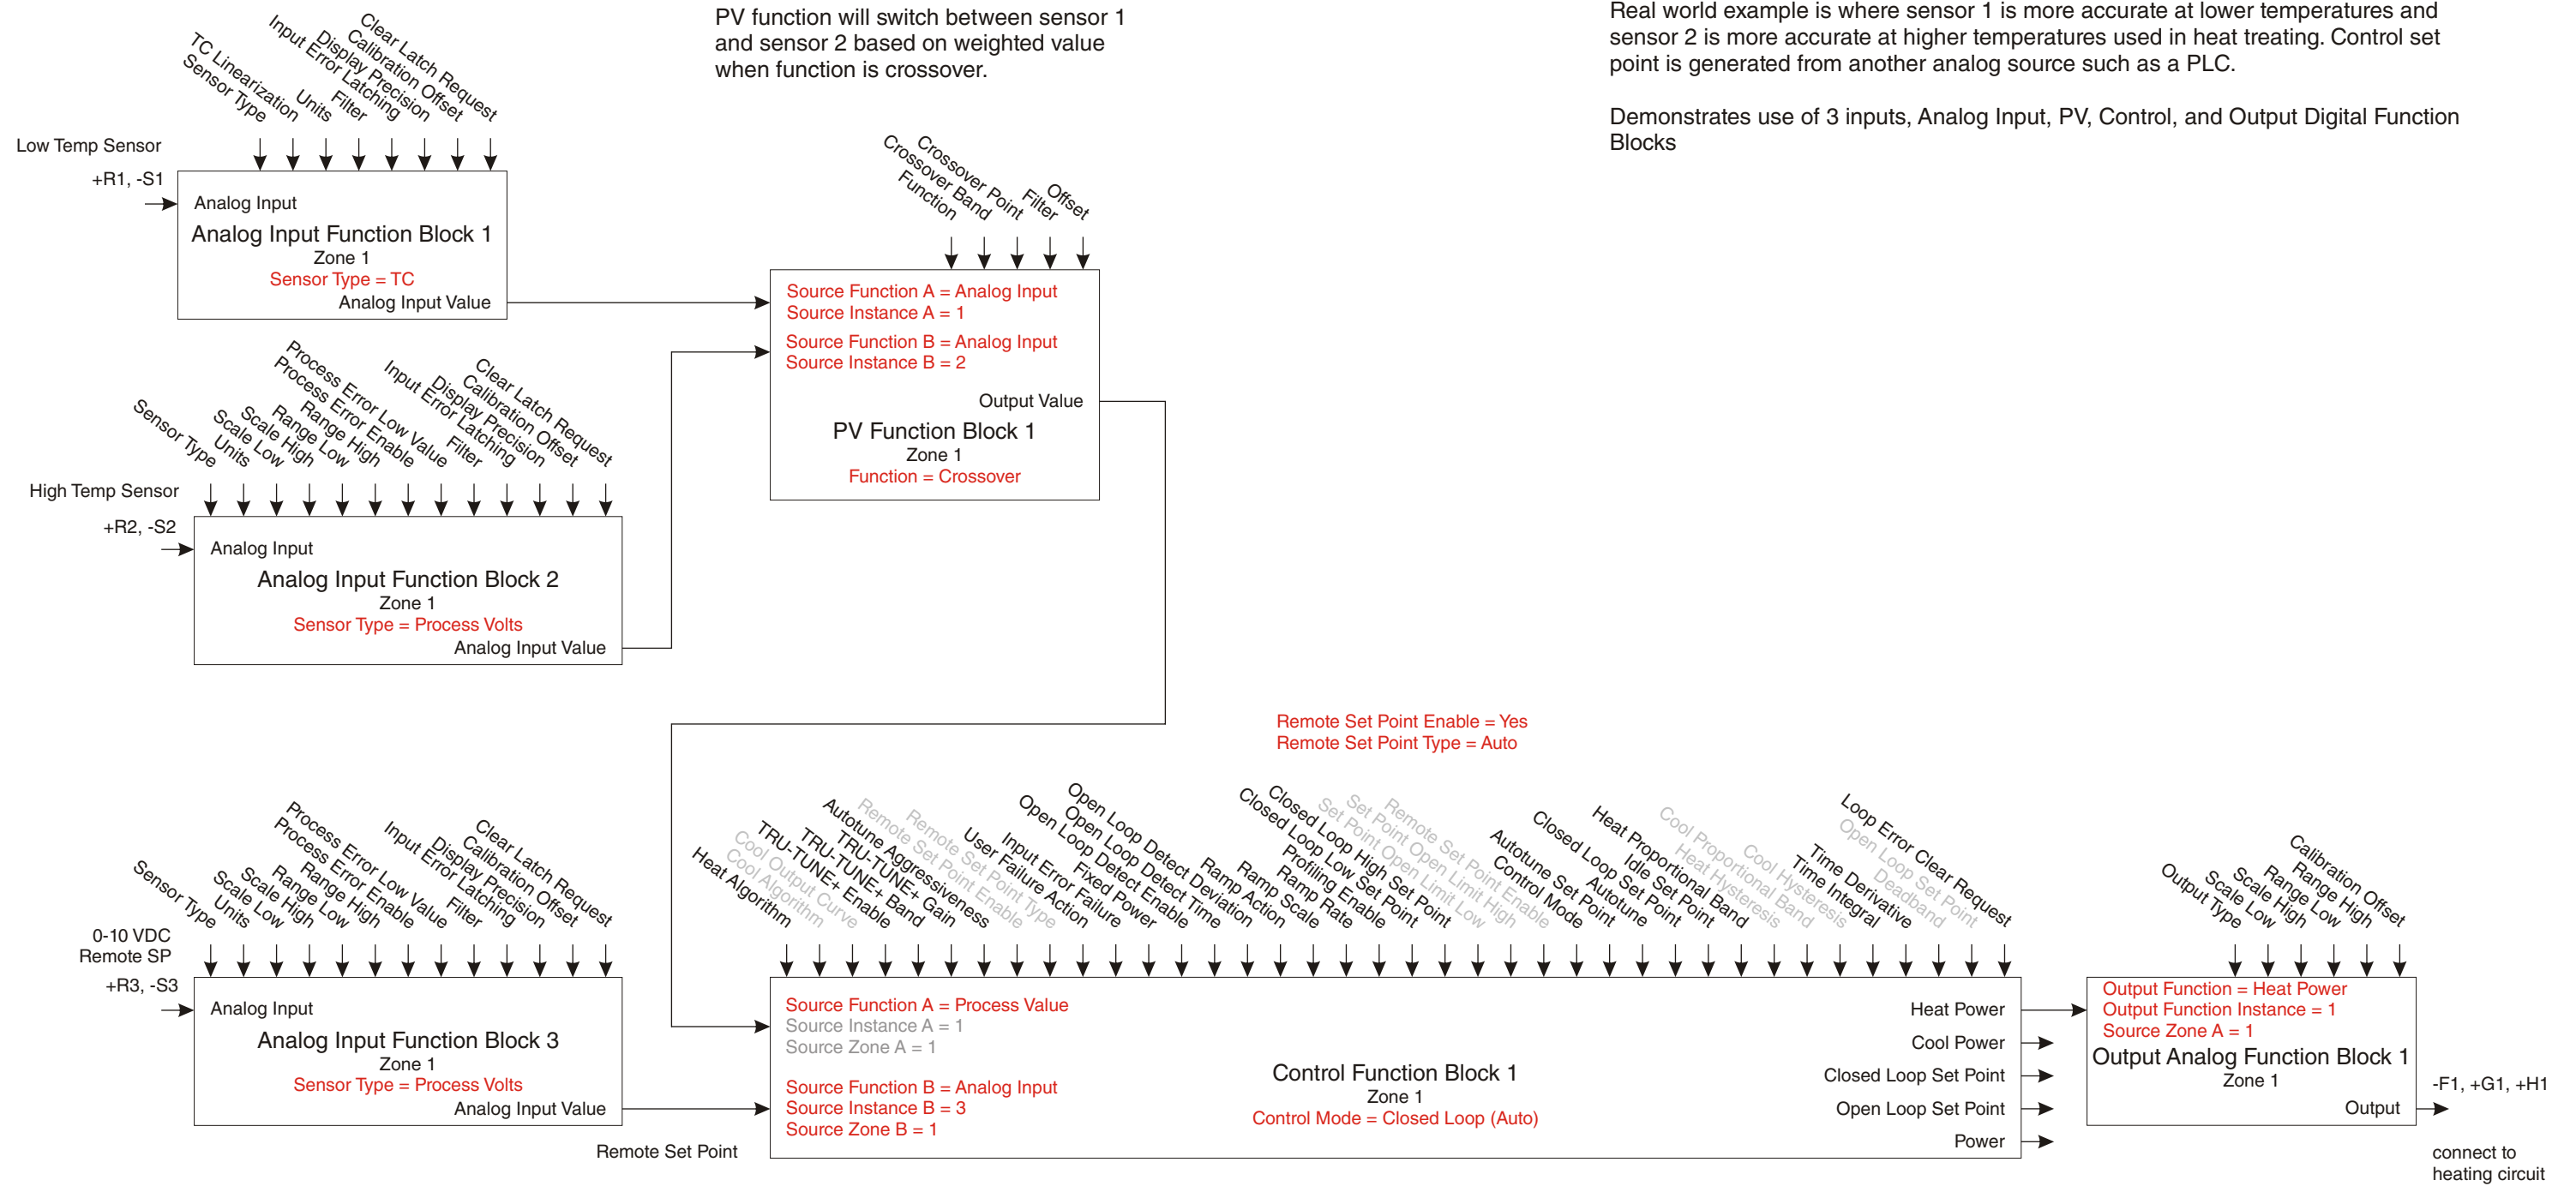 PV function will switch between sensor 1
and sensor 2 based on weighted value
when function is crossover.
Real world example is where sensor 1 is more accurate at lower temperatures and
sensor 2 is more accurate at higher temperatures used in heat treating. Control set
point is generated from another analog source such as a PLC.
Demonstrates use of 3 inputs, Analog Input, PV, Control, and Output Digital Function
Blocks
Sensor Type
TC Linearization
Units
Filter
Input Error Latching
Display Precision
Calibration Offset
Clear Latch Request
Low Temp Sensor
+R1, -S1
Analog Input
Analog Input Function Block 1
Zone 1
Sensor Type = TC
Analog Input Value
Function
Crossover Band
Crossover Point
Filter
Offset
Source Function A = Analog Input
Source Instance A = 1
Source Function B = Analog Input
Source Instance B = 2
Output Value
PV Function Block 1
Zone 1
Function = Crossover
Sensor Type
Units
Scale Low
Scale High
Range Low
Range High
Process Error Enable
Process Error Low Value
Filter
Input Error Latching
Display Precision
Calibration Offset
Clear Latch Request
High Temp Sensor
+R2, -S2
Analog Input
Analog Input Function Block 2
Zone 1
Sensor Type = Process Volts
Analog Input Value
Remote Set Point Enable = Yes
Remote Set Point Type = Auto
Sensor Type
Units
Scale Low
Scale High
Range Low
Range High
Process Error Enable
Process Error Low Value
Filter
Input Error Latching
Display Precision
Calibration Offset
Clear Latch Request
0-10 VDC
Remote SP
+R3, -S3
Analog Input
Analog Input Function Block 3
Zone 1
Sensor Type = Process Volts
Analog Input Value
Remote Set Point
Heat Algorithm
Cool Algorithm
Cool Output Curve
TRU-TUNE+ Enable
TRU-TUNE+ Band
TRU-TUNE+ Gain
Autotune Aggressiveness
Remote Set Point Enable
Remote Set Point Type
User Failure Action
Input Error Failure
Fixed Power
Open Loop Detect Enable
Open Loop Detect Time
Open Loop Detect Deviation
Ramp Action
Ramp Scale
Ramp Rate
Profiling Enable
Closed Loop Low Set Point
Closed Loop High Set Point
Set Point Open Limit Low
Set Point Open Limit High
Remote Set Point Enable
Control Mode
Autotune Set Point
Autotune
Closed Loop Set Point
Idle Set Point
Heat Proportional Band
Heat Hysteresis
Cool Proportional Band
Cool Hysteresis
Time Integral
Time Derivative
Deadband
Open Loop Set Point
Loop Error Clear Request
Source Function A = Process Value
Source Instance A = 1
Source Zone A = 1
Source Function B = Analog Input
Source Instance B = 3
Source Zone B = 1
Control Function Block 1
Zone 1
Control Mode = Closed Loop (Auto)
Heat Power
Cool Power
Closed Loop Set Point
Open Loop Set Point
Power
Output Type
Scale Low
Scale High
Range Low
Range High
Calibration Offset
Output Function = Heat Power
Output Function Instance = 1
Source Zone A = 1
Output Analog Function Block 1
Zone 1
Output
-F1, +G1, +H1
connect to
heating circuit